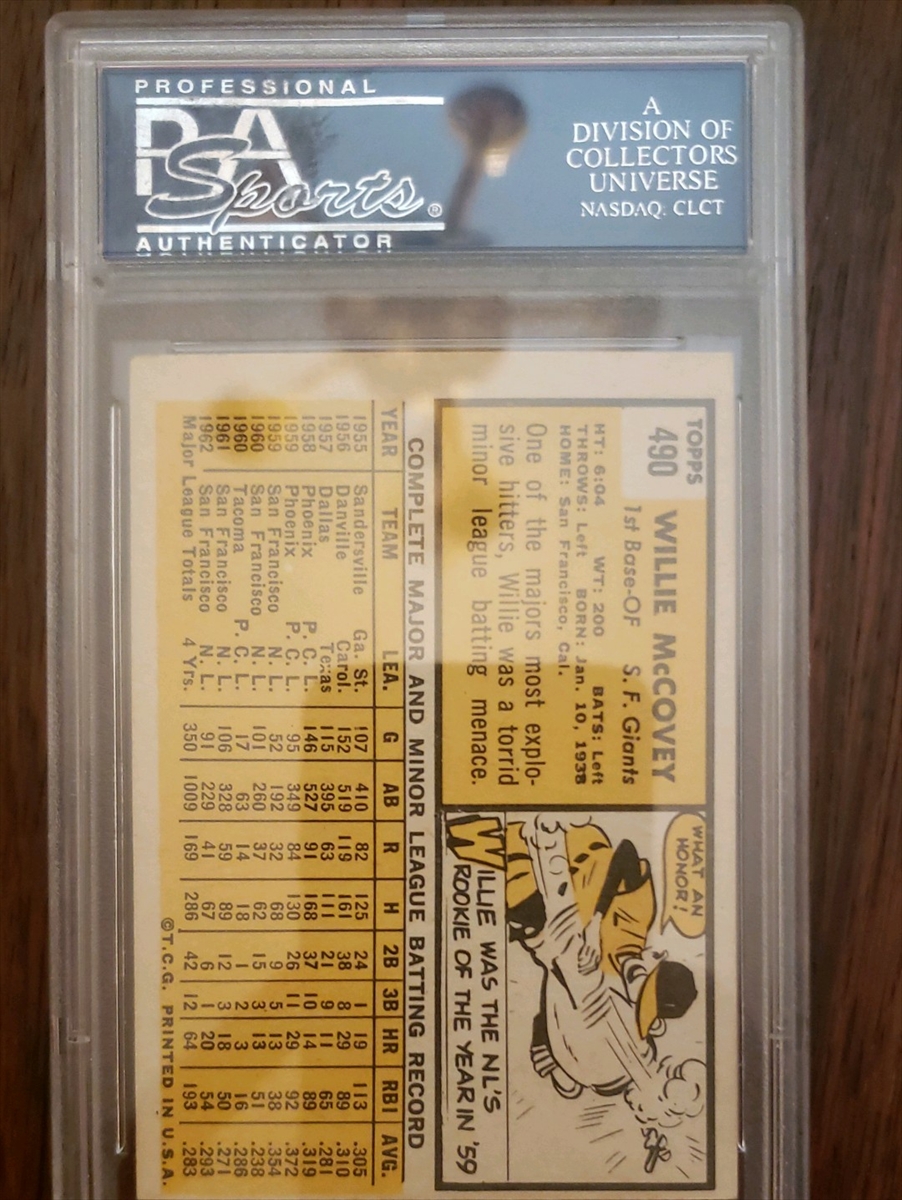 PROFESSIONAL
PSA
Sports®
AUTHENTICATOR
A
DIVISION OF
COLLECTORS
UNIVERSE
NASDAQ: CLCT
TOPPS
490
WILLIE McCOVEY
1st Base-OF S. F. Giants
HT: 6:04 WT: 200 BATS: Left
THROWS: Left BORN: Jan. 10, 1938
HOME: San Francisco, Cal.
One of the majors most explo-
sive hitters, Willie was a torrid
minor league batting menace.
WHAT AN
HONOR!
WILLIE WAS THE NL'S
ROOKIE OF THE YEAR IN '59
COMPLETE MAJOR AND MINOR LEAGUE BATTING RECORD
YEAR TEAM LEA. G AB R H 2B 3B HR RBI AVG.
1955 Sandersville Ga. St. 107 410 82 125 24 1 19 113 .305
1956 Danville Carol. 152 519 119 161 38 8 29 89 .310
1957 Dallas Texas 115 395 63 111 21 9 11 65 .281
1958 Phoenix P. C. L. 146 527 91 168 37 10 14 89 .319
1959 Phoenix P. C. L. 95 349 84 130 26 11 29 92 .372
1959 San Francisco N. L. 52 192 32 68 9 5 13 38 .354
1960 San Francisco N. L. 101 260 37 62 15 3 13 51 .238
1960 Tacoma P. C. L. 17 63 14 18 1 2 3 16 .286
1961 San Francisco N. L. 106 328 59 89 12 3 18 50 .271
1962 San Francisco N. L. 91 229 41 67 6 1 20 54 .293
Major League Totals 4 Yrs. 350 1009 169 286 42 12 64 193 .283
©T.C.G. PRINTED IN U.S.A.